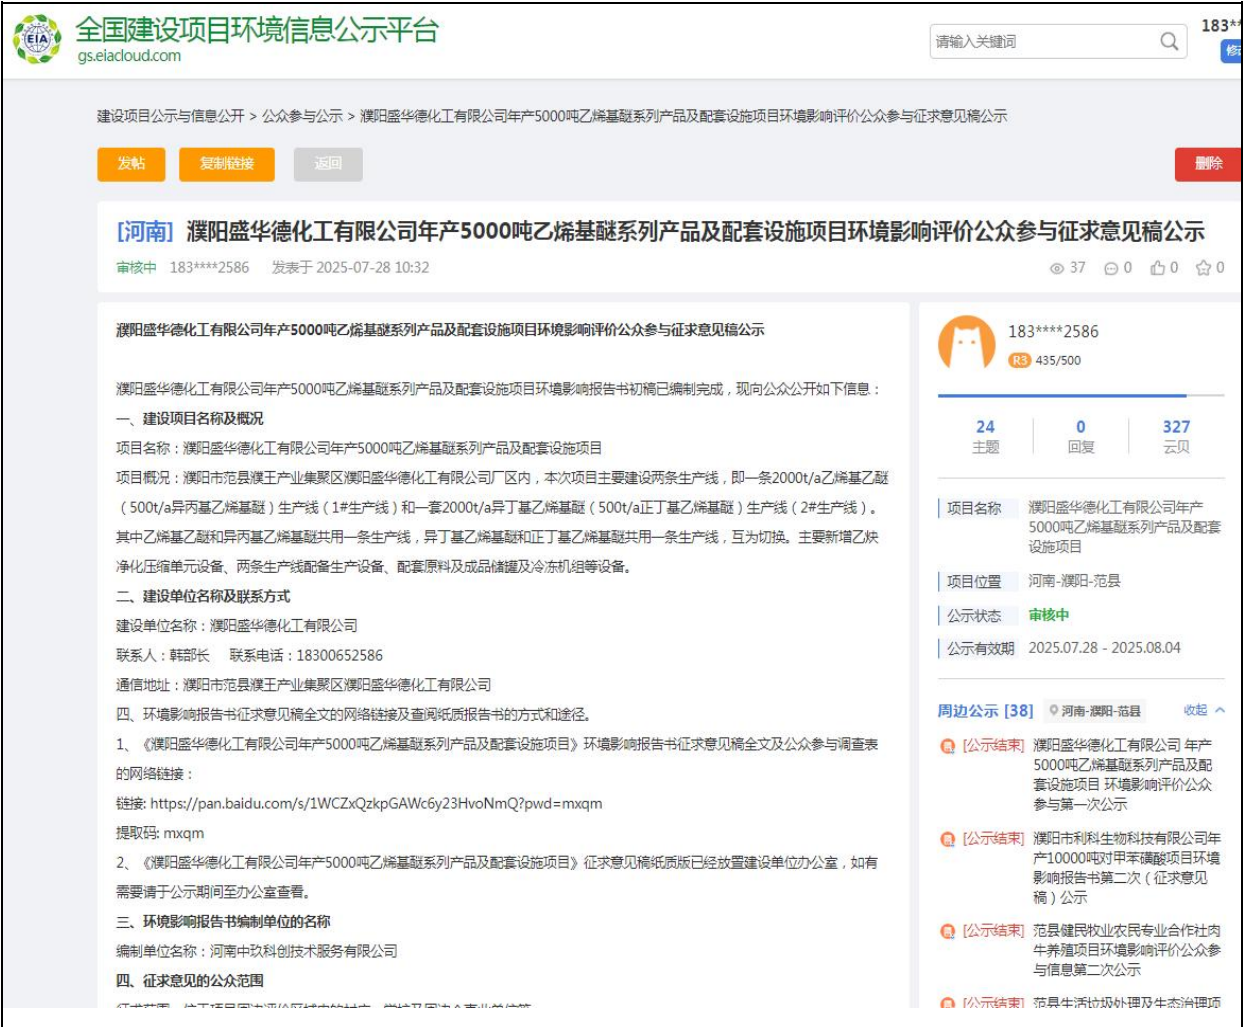 全国建设项目环境信息公示平台
gs.eiacloud.com
EIA
请输入关键词
183**
建设项目公示与信息公开 > 公众参与公示 > 濮阳盛华德化工有限公司年产5000吨乙烯基醚系列产品及配套设施项目环境影响评价公众参与征求意见稿公示
发帖 复制链接 返回 删除
[河南] 濮阳盛华德化工有限公司年产5000吨乙烯基醚系列产品及配套设施项目环境影响评价公众参与征求意见稿公示
审核中 183****2586 发表于 2025-07-28 10:32 37 0 0 0
濮阳盛华德化工有限公司年产5000吨乙烯基醚系列产品及配套设施项目环境影响评价公众参与征求意见稿公示
濮阳盛华德化工有限公司年产5000吨乙烯基醚系列产品及配套设施项目环境影响报告书初稿已编制完成，现向公众公开如下信息：
一、建设项目名称及概况
项目名称：濮阳盛华德化工有限公司年产5000吨乙烯基醚系列产品及配套设施项目
项目概况：濮阳市范县濮王产业集聚区濮阳盛华德化工有限公司厂区内，本次项目主要建设两条生产线，即一条2000t/a乙烯基乙醚
（500t/a异丙基乙烯基醚）生产线（1#生产线）和一套2000t/a异丁基乙烯基醚（500t/a正丁基乙烯基醚）生产线（2#生产线）。
其中乙烯基乙醚和异丙基乙烯基醚共用一条生产线，异丁基乙烯基醚和正丁基乙烯基醚共用一条生产线，互为切换。主要新增乙炔
净化压缩单元设备、两条生产线配备生产设备、配套原料及成品储罐及冷冻机组等设备。
二、建设单位名称及联系方式
建设单位名称：濮阳盛华德化工有限公司
联系人：韩部长 联系电话：18300652586
通信地址：濮阳市范县濮王产业集聚区濮阳盛华德化工有限公司
四、环境影响报告书征求意见稿全文的网络链接及查阅纸质报告书的方式和途径。
1、《濮阳盛华德化工有限公司年产5000吨乙烯基醚系列产品及配套设施项目》环境影响报告书征求意见稿全文及公众参与调查表
的网络链接：
链接: https://pan.baidu.com/s/1WCZxQzkpGAWc6y23HvoNmQ?pwd=mxqm
提取码: mxqm
2、《濮阳盛华德化工有限公司年产5000吨乙烯基醚系列产品及配套设施项目》征求意见稿纸质版已经放置建设单位办公室，如有
需要请于公示期间至办公室查看。
三、环境影响报告书编制单位的名称
编制单位名称：河南中玖科创技术服务有限公司
四、征求意见的公众范围
183****2586
R3 435/500
24 0 327
主题 回复 云贝
项目名称 濮阳盛华德化工有限公司年产
5000吨乙烯基醚系列产品及配套
设施项目
项目位置 河南-濮阳-范县
公示状态 审核中
公示有效期 2025.07.28 - 2025.08.04
周边公示 [38] 河南-濮阳-范县 收起
[公示结束] 濮阳盛华德化工有限公司 年产
5000吨乙烯基醚系列产品及配
套设施项目 环境影响评价公众
参与第一次公示
[公示结束] 濮阳市利科生物科技有限公司年
产10000吨对甲苯磺酸项目环境
影响报告书第二次（征求意见
稿）公示
[公示结束] 范县健民牧业农民专业合作社肉
牛养殖项目环境影响评价公众参
与信息第二次公示
[公示结束] 范县生活垃圾处理及生态治理项